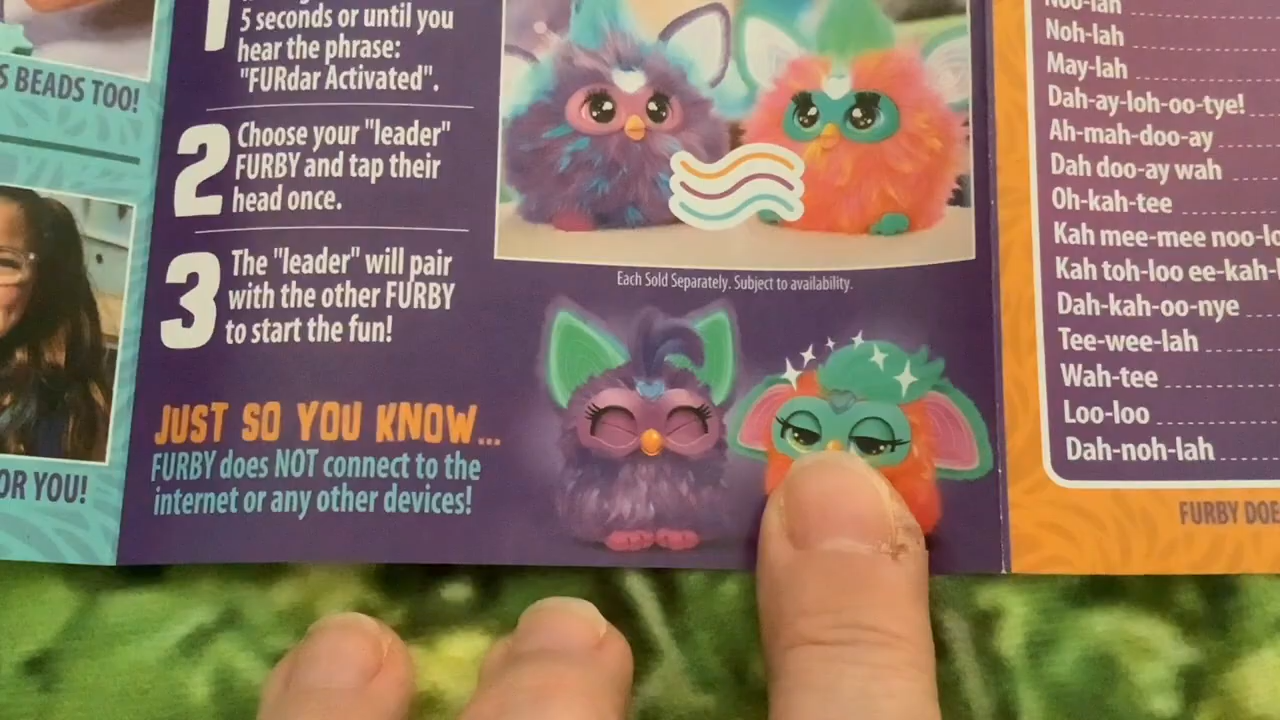 S BEADS TOO!
OR YOU!
1
5 seconds or until you
hear the phrase:
"FURdar Activated".
2
Choose your "leader"
FURBY and tap their
head once.
3
The "leader" will pair
with the other FURBY
to start the fun!
JUST SO YOU KNOW...
FURBY does NOT connect to the
internet or any other devices!
Each Sold Separately. Subject to availability.
Noo-lah
Noh-lah
May-lah
Dah-ay-loh-oo-tye!
Ah-mah-doo-ay
Dah doo-ay wah
Oh-kah-tee
Kah mee-mee noo-lo
Kah toh-loo ee-kah-
Dah-kah-oo-nye
Tee-wee-lah
Wah-tee
Loo-loo
Dah-noh-lah
FURBY DOE